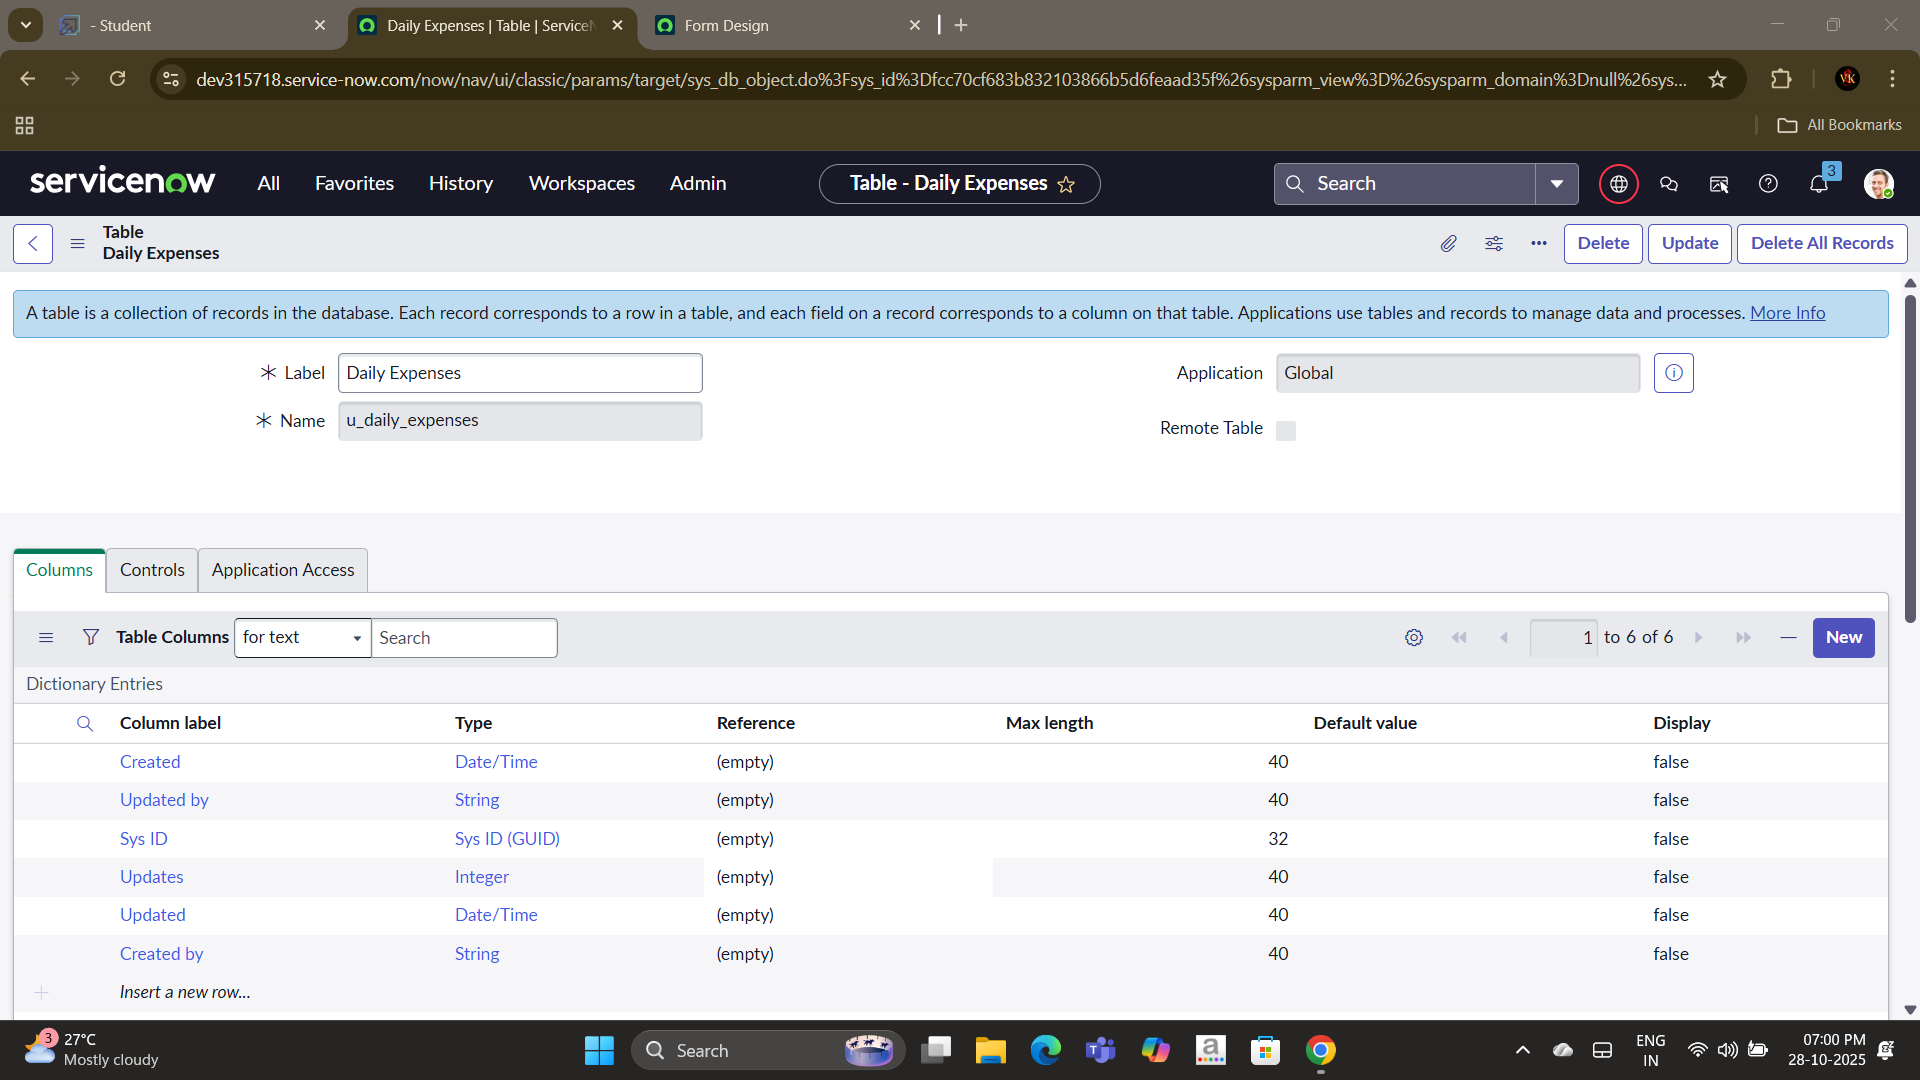 - Student
Daily Expenses | Table | ServiceN
Form Design
dev315718.service-now.com/now/nav/ui/classic/params/target/sys_db_object.do%3Fsys_id%3Dfcc70cf683b832103866b5d6feaad35f%26sysparm_view%3D%26sysparm_domain%3Dnull%26sys...
VK
All Bookmarks
servicenow
All
Favorites
History
Workspaces
Admin
Table - Daily Expenses
Search
3
Table
Daily Expenses
Delete
Update
Delete All Records
A table is a collection of records in the database. Each record corresponds to a row in a table, and each field on a record corresponds to a column on that table. Applications use tables and records to manage data and processes. More Info
Label
Daily Expenses
Application
Global
Name
u_daily_expenses
Remote Table
Columns
Controls
Application Access
Table Columns
for text
Search
1 to 6 of 6
New
Dictionary Entries
Column label Type Reference Max length Default value Display
Created Date/Time (empty) 40 false
Updated by String (empty) 40 false
Sys ID Sys ID (GUID) (empty) 32 false
Updates Integer (empty) 40 false
Updated Date/Time (empty) 40 false
Created by String (empty) 40 false
Insert a new row...
3
27°C
Mostly cloudy
Search
ENG
IN
07:00 PM
28-10-2025